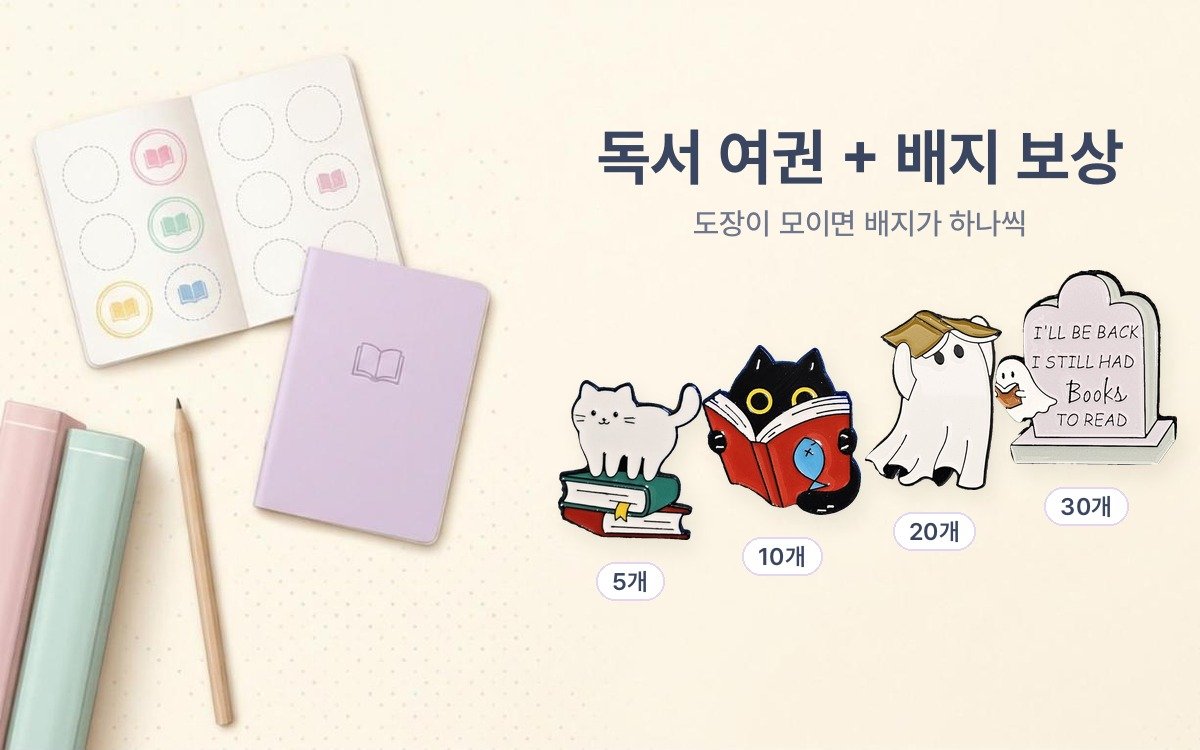 독서 여권 + 배지 보상
도장이 모이면 배지가 하나씩
I'LL BE BACK
I STILL HAD
Books
TO READ
5개
10개
20개
30개